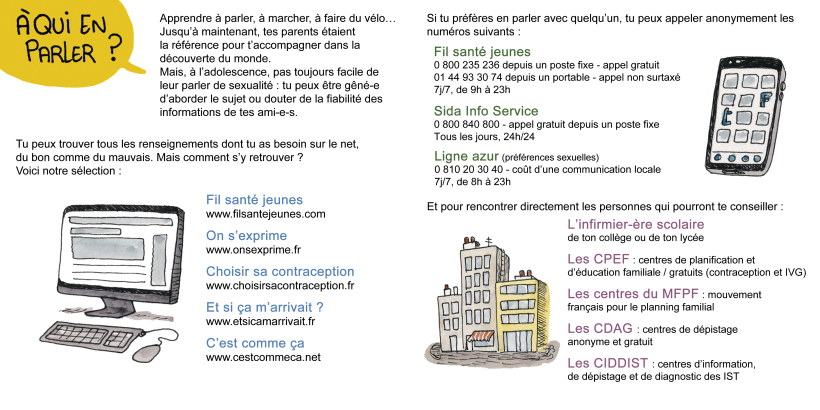 À QUI EN
PARLER ?
Apprendre à parler, à marcher, à faire du vélo…
Jusqu'à maintenant, tes parents étaient
la référence pour t'accompagner dans la
découverte du monde.
Mais, à l'adolescence, pas toujours facile de
leur parler de sexualité : tu peux être gêné-e
d'aborder le sujet ou douter de la fiabilité des
informations de tes ami-e-s.
Tu peux trouver tous les renseignements dont tu as besoin sur le net,
du bon comme du mauvais. Mais comment s'y retrouver ?
Voici notre sélection :
Fil santé jeunes
www.filsantejeunes.com
On s'exprime
www.onsexprime.fr
Choisir sa contraception
www.choisirsacontraception.fr
Et si ça m'arrivait ?
www.etsicamarrivait.fr
C'est comme ça
www.cestcommeca.net
Si tu préfères en parler avec quelqu'un, tu peux appeler anonymement les
numéros suivants :
Fil santé jeunes
0 800 235 236 depuis un poste fixe - appel gratuit
01 44 93 30 74 depuis un portable - appel non surtaxé
7j/7, de 9h à 23h
Sida Info Service
0 800 840 800 - appel gratuit depuis un poste fixe
Tous les jours, 24h/24
Ligne azur (préférences sexuelles)
0 810 20 30 40 - coût d'une communication locale
7j/7, de 8h à 23h
Et pour rencontrer directement les personnes qui pourront te conseiller :
L'infirmier-ère scolaire
de ton collège ou de ton lycée
Les CPEF : centres de planification et
d'éducation familiale / gratuits (contraception et IVG)
Les centres du MFPF : mouvement
français pour le planning familial
Les CDAG : centres de dépistage
anonyme et gratuit
Les CIDDIST : centres d'information,
de dépistage et de diagnostic des IST